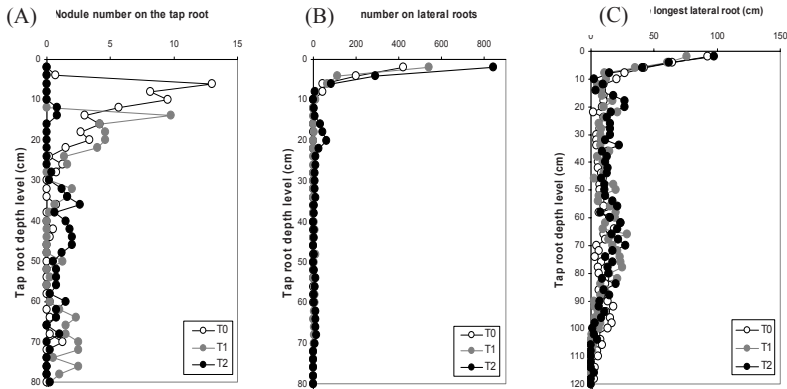 (A) Nodule number on the tap root
0 5 10 15
Tap root depth level (cm)
0
10
20
30
40
50
60
70
80
T0
T1
T2
(B) number on lateral roots
0 200 400 600 800
Tap root depth level (cm)
0
10
20
30
40
50
60
70
80
T0
T1
T2
(C) longest lateral root (cm)
0 50 100 150
Tap root depth level (cm)
0
10
20
30
40
50
60
70
80
90
100
110
120
T0
T1
T2